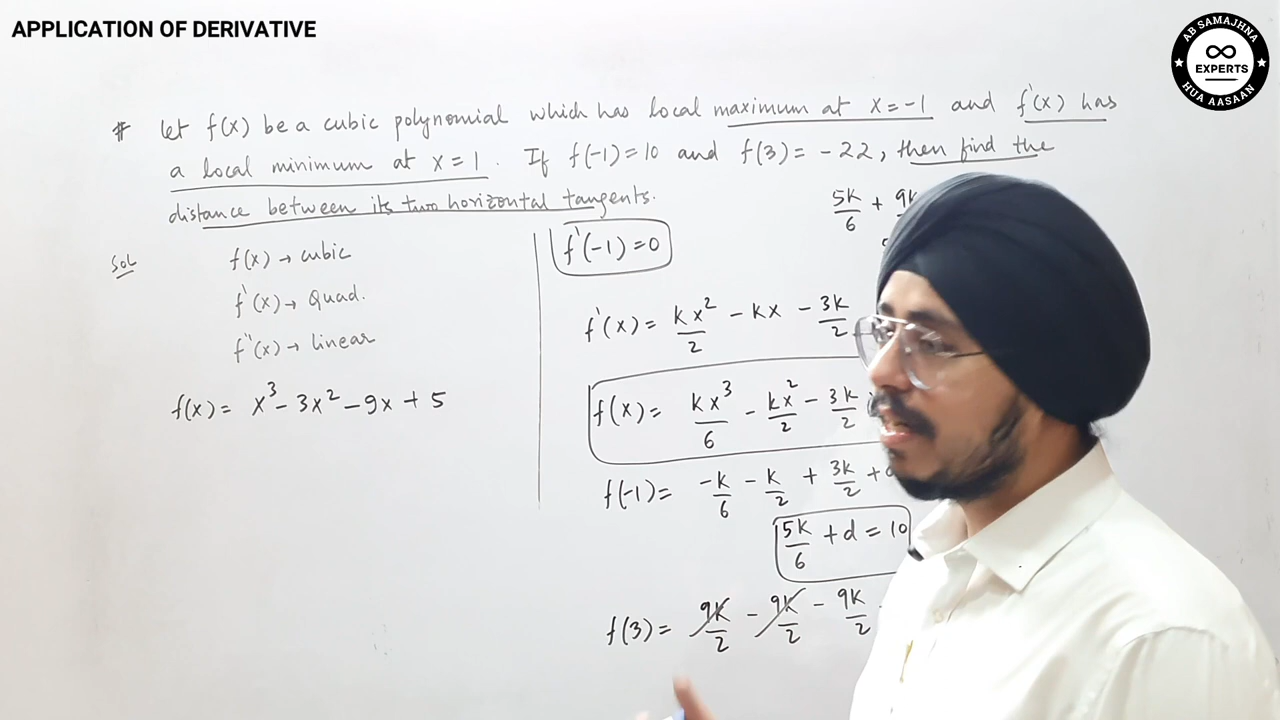 APPLICATION OF DERIVATIVE
AB SAMAJHNA
∞
EXPERTS
HUA AASAAN
# Let f(x) be a cubic polynomial which has local maximum at x=-1 and f'(x) has
a local minimum at x=1. If f(-1)=10 and f(3)= -22, then find the
distance between its two horizontal tangents.
5k/6 + 9k
Sol
f(x) → cubic
f'(x) → Quad.
f''(x) → linear
f(x)= x³-3x²-9x+5
f'(-1)=0
f'(x)= kx²/2 - kx - 3k/2
f(x)= kx³/6 - kx²/2 - 3k/2
f(-1)= -k/6 - k/2 + 3k/2 +
5k/6 + d = 10
f(3)= 9k/2 - 9k/2 - 9k/2